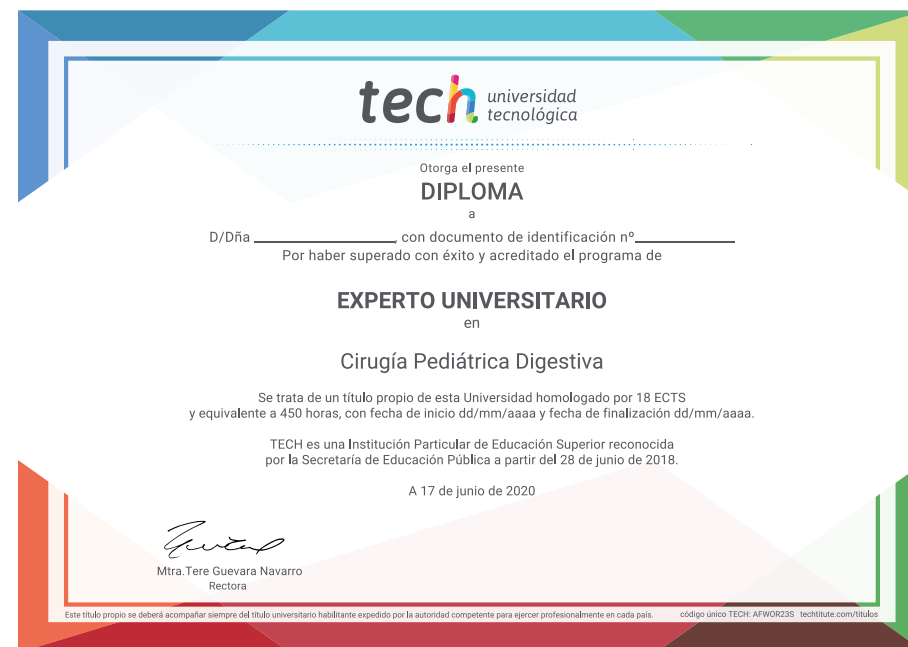 tech universidad
tecnológica
Otorga el presente
DIPLOMA
a
D/Dña ____________, con documento de identificación nº____________
Por haber superado con éxito y acreditado el programa de
EXPERTO UNIVERSITARIO
en
Cirugía Pediátrica Digestiva
Se trata de un título propio de esta Universidad homologado por 18 ECTS
y equivalente a 450 horas, con fecha de inicio dd/mm/aaaa y fecha de finalización dd/mm/aaaa.
TECH es una Institución Particular de Educación Superior reconocida
por la Secretaría de Educación Pública a partir del 28 de junio de 2018.
A 17 de junio de 2020
Mtra.Tere Guevara Navarro
Rectora
Este título propio se deberá acompañar siempre del título universitario habilitante expedido por la autoridad competente para ejercer profesionalmente en cada país. código único TECH: AFWOR23S techtitute.com/titulos